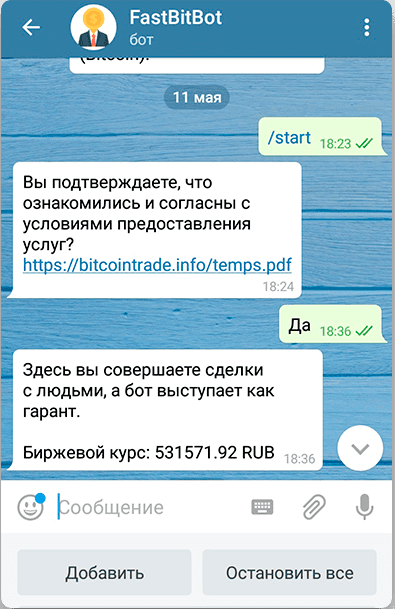 FastBitBot
бот
(Bitcoin).
11 мая
/start 18:23
Вы подтверждаете, что
ознакомились и согласны с
условиями предоставления
услуг?
https://bitcointrade.info/temps.pdf
18:24
Да 18:36
Здесь вы совершаете сделки
с людьми, а бот выступает как
гарант.
Биржевой курс: 531571.92 RUB 18:36
Сообщение
Добавить
Остановить все